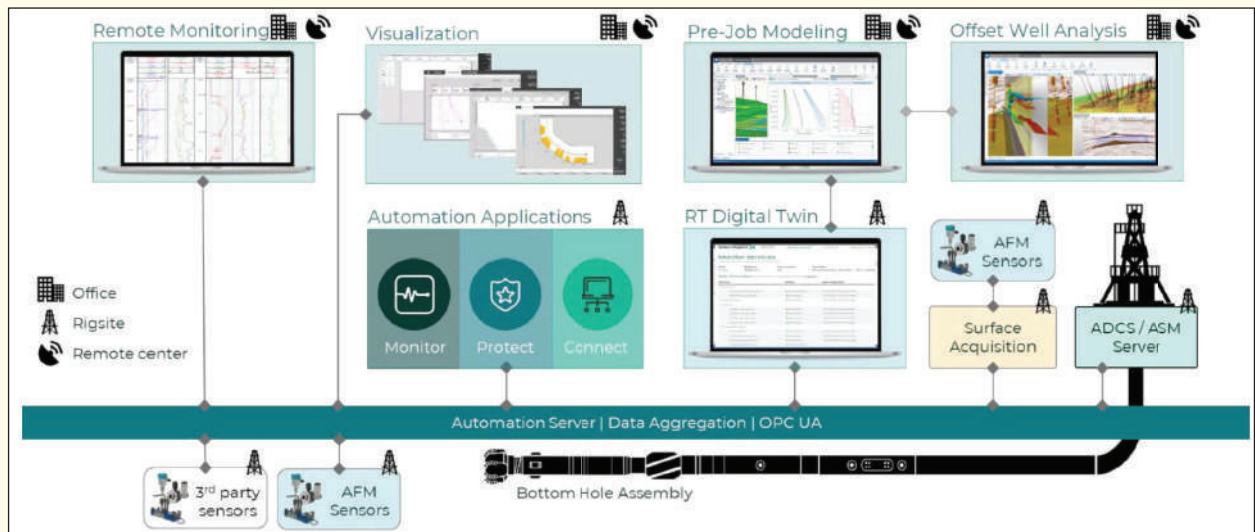 Remote Monitoring
Visualization
Pre-Job Modeling
Offset Well Analysis
Automation Applications
RT Digital Twin
AFM
Sensors
Office
Rigsite
Remote center
Monitor
Protect
Connect
Surface
Acquisition
ADCS / ASM
Server
Automation Server | Data Aggregation | OPC UA
3rd party
sensors
AFM
Sensors
Bottom Hole Assembly